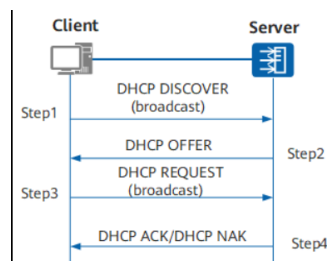 Client
Server
DHCP DISCOVER
(broadcast)
Step1
DHCP OFFER
Step2
DHCP REQUEST
(broadcast)
Step3
DHCP ACK/DHCP NAK
Step4